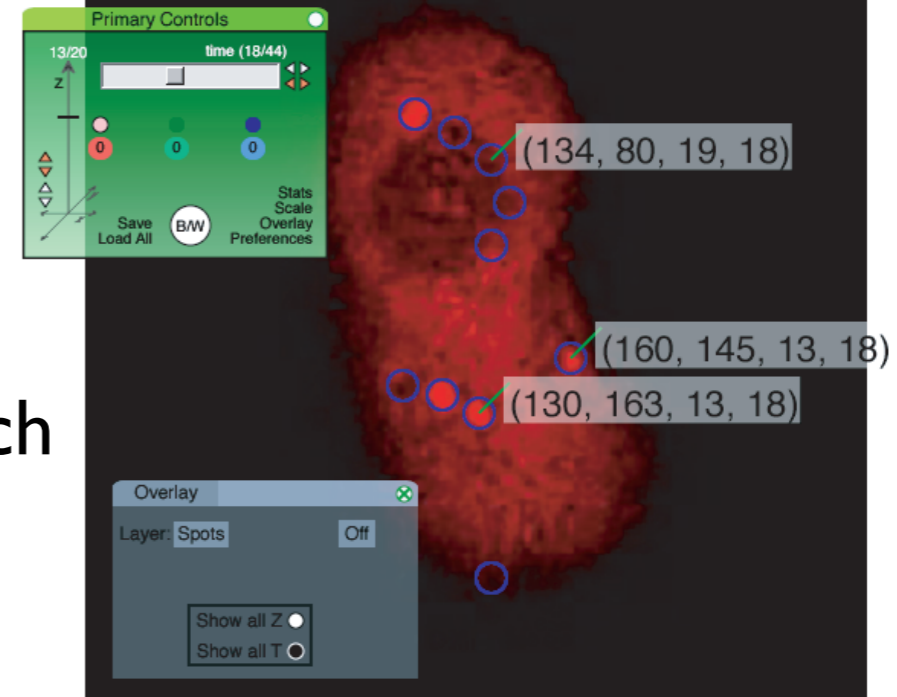 Primary Controls
13/20
time (18/44)
Z
0
0
0
Stats
Scale
Overlay
Preferences
Save
Load All
B/W
(134, 80, 19, 18)
(160, 145, 13, 18)
(130, 163, 13, 18)
ch
Overlay
Layer: Spots
Off
Show all Z
Show all T